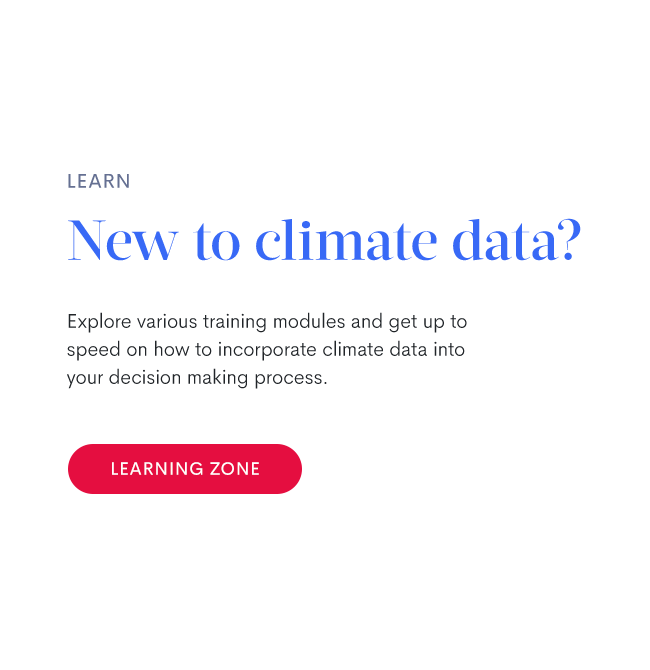 LEARN
New to climate data?
Explore various training modules and get up to
speed on how to incorporate climate data into
your decision making process.
LEARNING ZONE